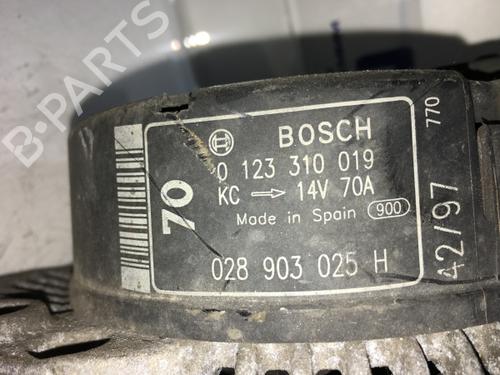 BOSCH
0 123 310 019
KC → 14V 70A
Made in Spain 900
028 903 025 H
70
770
42/97
B-PARTS